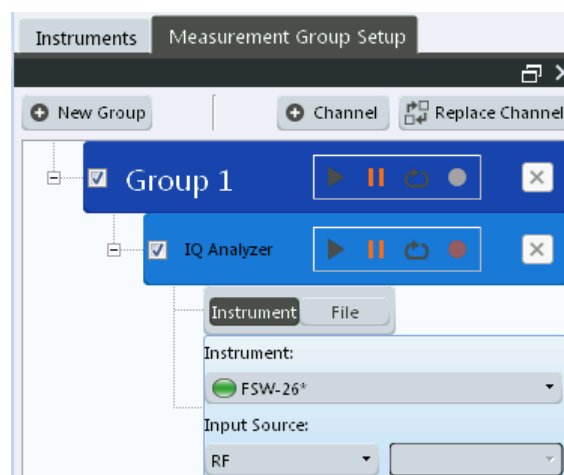 Instruments Measurement Group Setup
New Group Channel Replace Channel
Group 1
IQ Analyzer
Instrument File
Instrument:
FSW-26*
Input Source:
RF